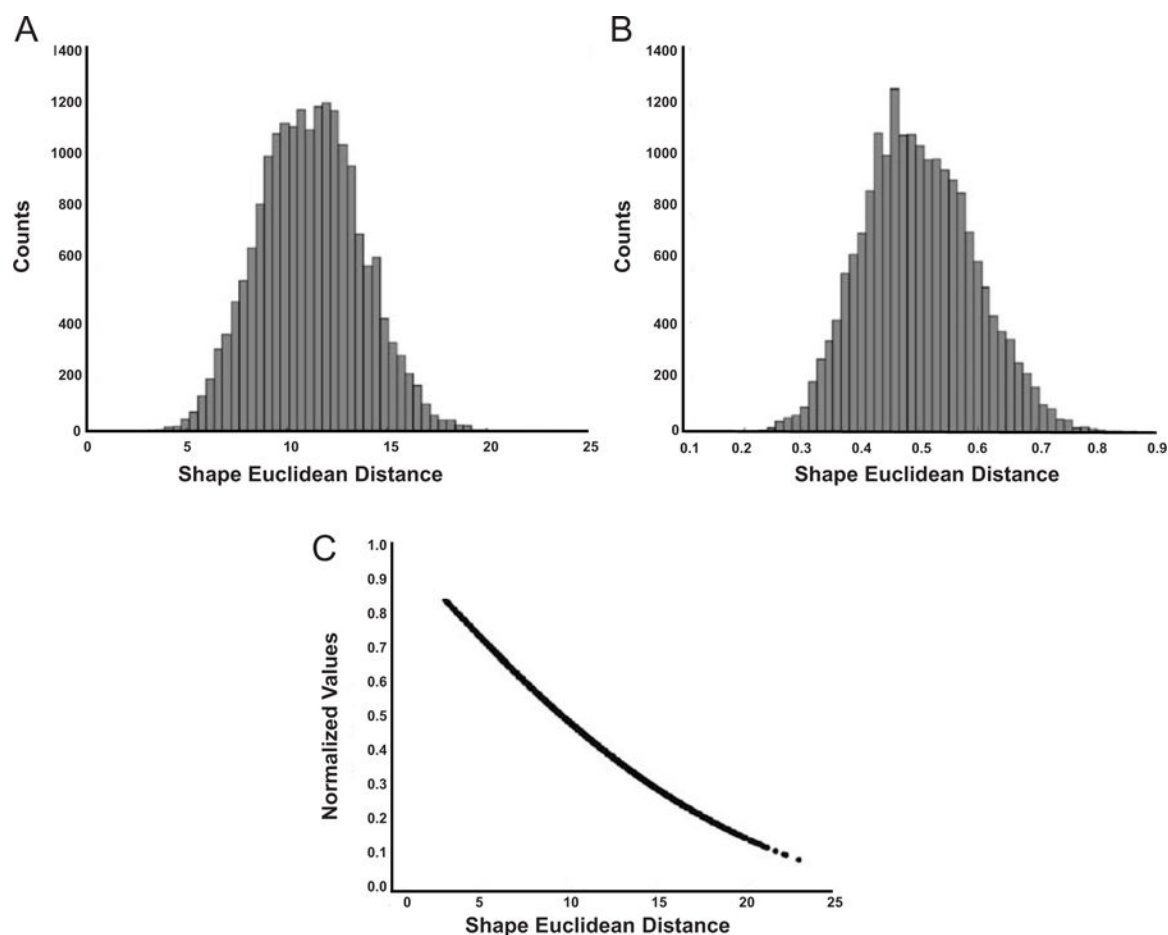 A
1400
1200
1000
800
600
400
200
0
Counts
0 5 10 15 20 25
Shape Euclidean Distance
B
1400
1200
1000
800
600
400
200
0
Counts
0.1 0.2 0.3 0.4 0.5 0.6 0.7 0.8 0.9
Shape Euclidean Distance
C
1.0
0.9
0.8
0.7
0.6
0.5
0.4
0.3
0.2
0.1
0.0
Normalized Values
0 5 10 15 20 25
Shape Euclidean Distance